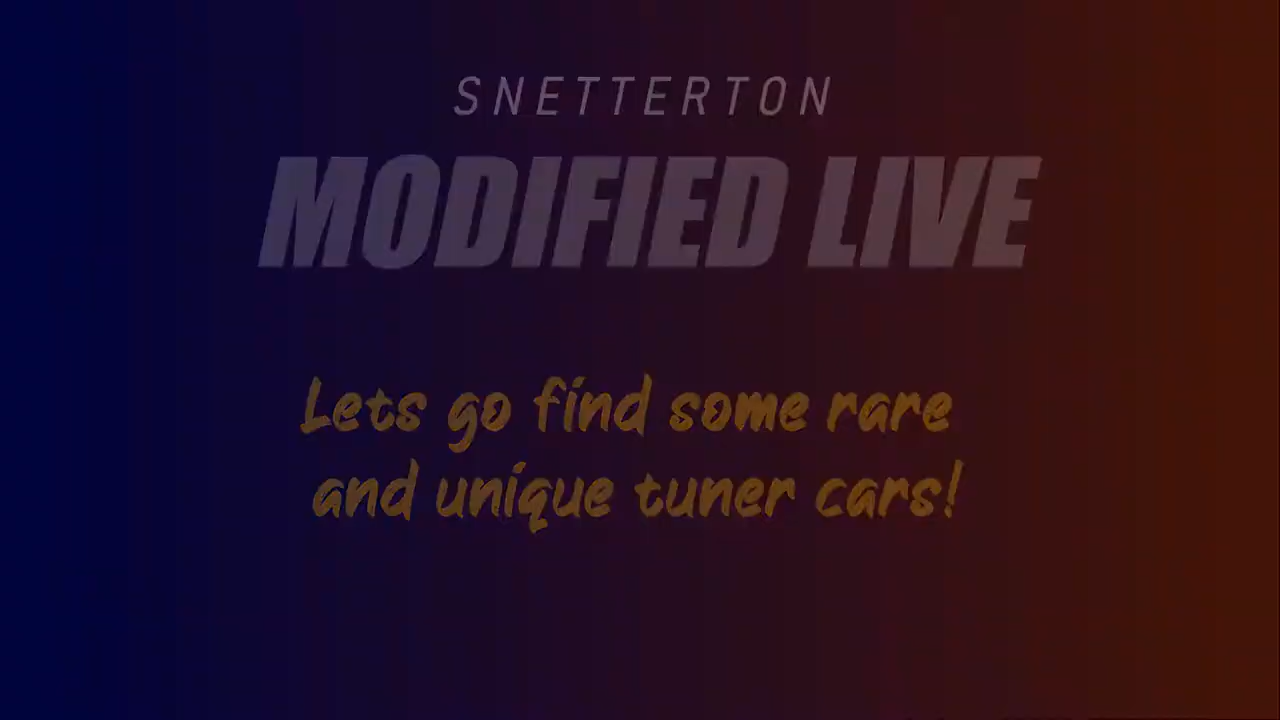 SNETTERTON
MODIFIED LIVE
Lets go find some rare
and unique tuner cars!